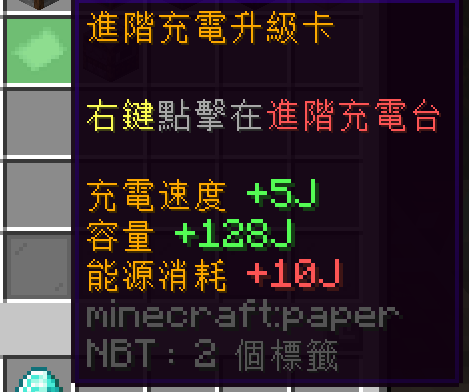 進階充電升級卡
右鍵點擊在進階充電台
充電速度 +5J
容量 +128J
能源消耗 +10J
minecraft:paper
NBT: 2 個標籤